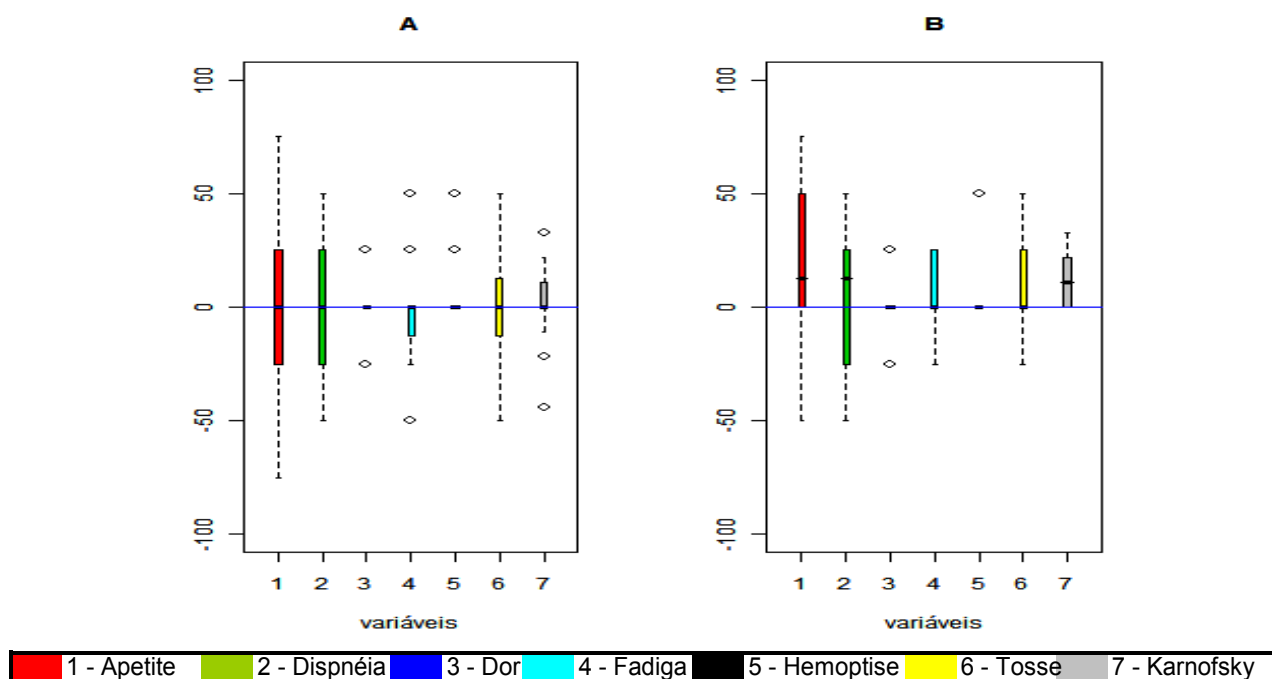 A
B
100
50
0
-50
-100
1 2 3 4 5 6 7
variáveis
100
50
0
-50
-100
1 2 3 4 5 6 7
variáveis
1 - Apetite 2 - Dispnéia 3 - Dor 4 - Fadiga 5 - Hemoptise 6 - Tosse 7 - Karnofsky